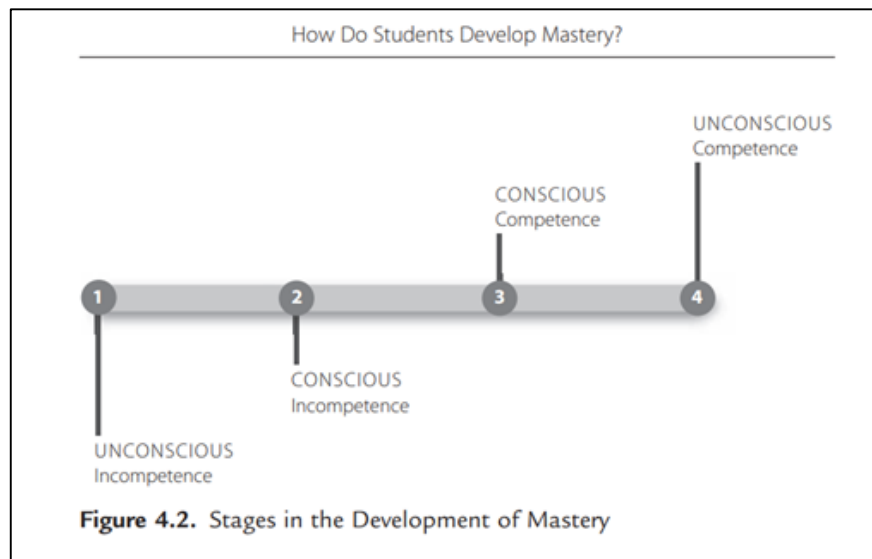 How Do Students Develop Mastery?
UNCONSCIOUS
Competence
CONSCIOUS
Competence
1
2
3
4
CONSCIOUS
Incompetence
UNCONSCIOUS
Incompetence
Figure 4.2. Stages in the Development of Mastery